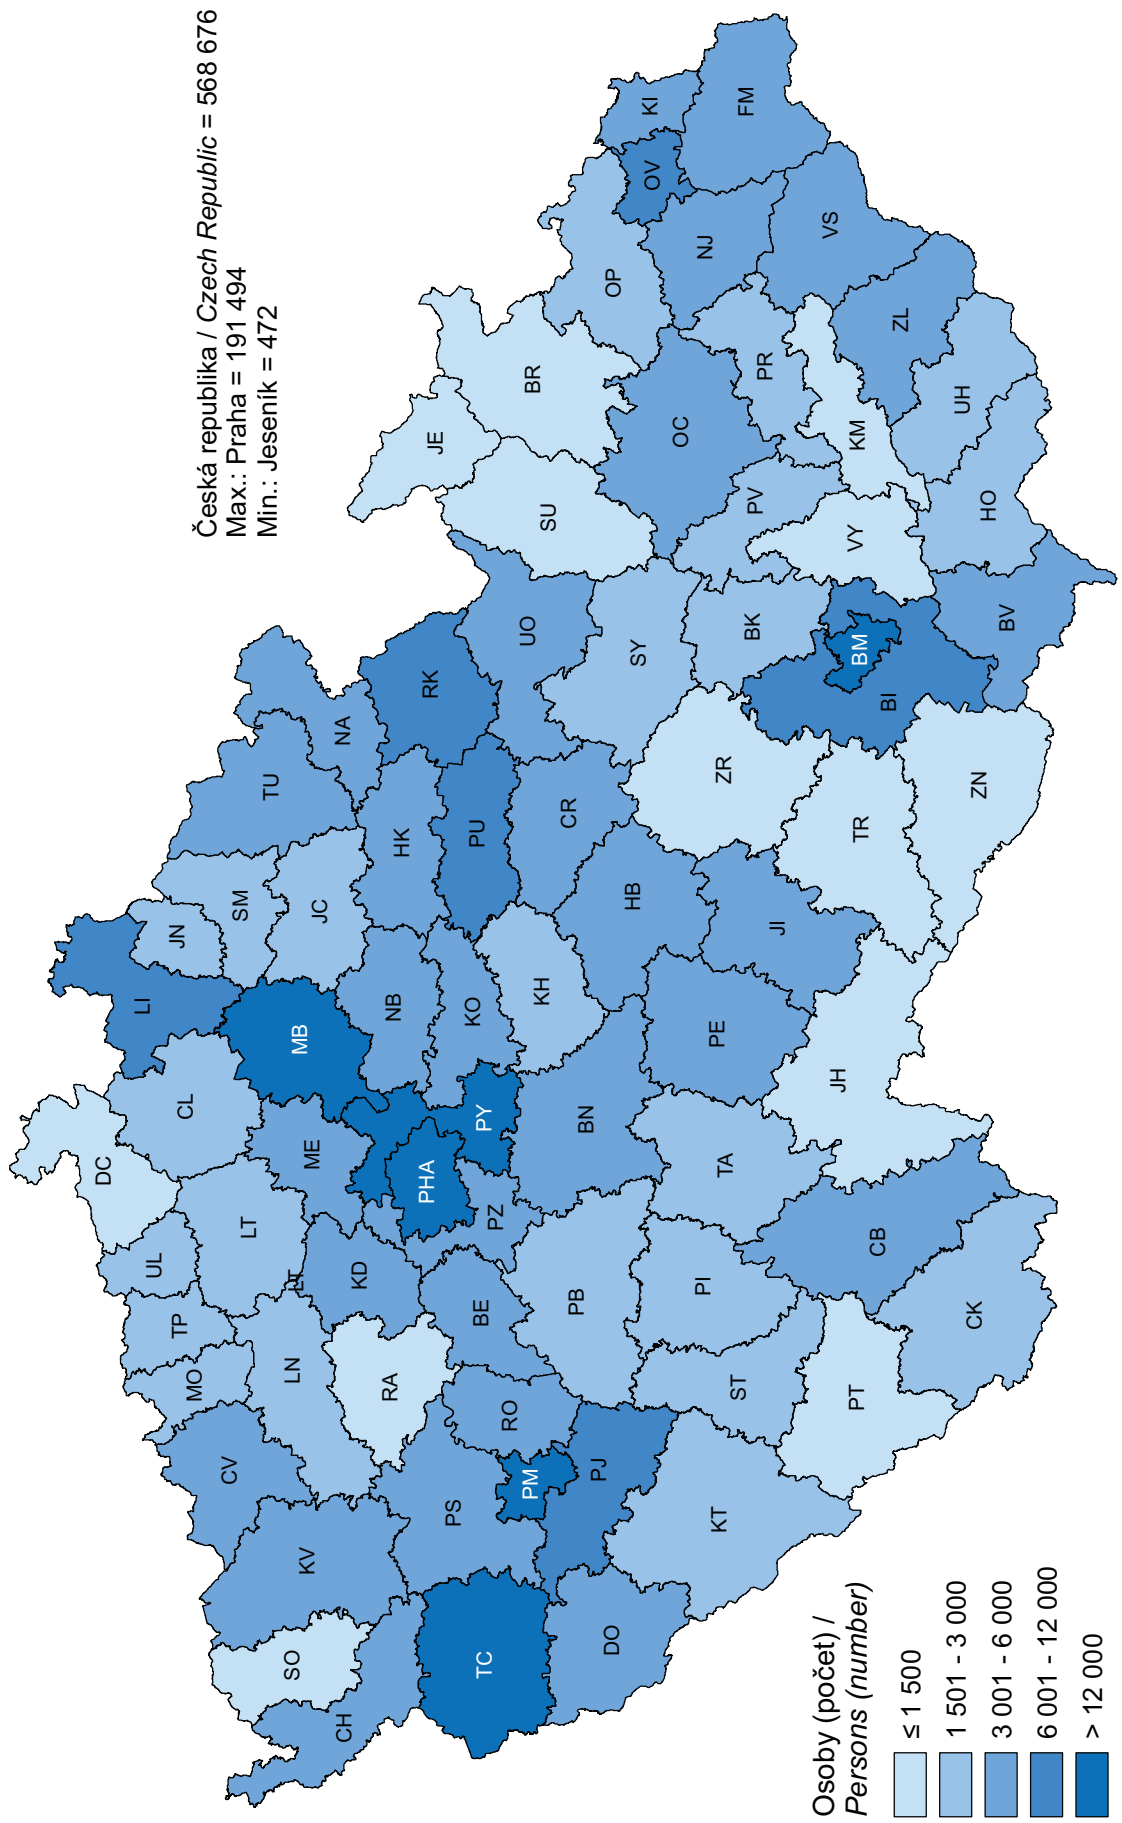 Česká republika / Czech Republic = 568 676
Max.: Praha = 191 494
Min.: Jeseník = 472
DC
LI
JN
SM
TU
CL
MB
JC
NA
UL
LT
ME
TP
MO
LN
LT
KD
CV
RA
KV
SO
CH
PHA
PY
PZ
BE
NB
KO
HK
RK
PU
KH
CR
UO
SY
SU
JE
BR
OP
OV
KI
FM
NJ
VS
OC
PR
ZL
PV
KM
UH
VY
HO
BK
BM
BI
BV
ZR
TR
ZN
HB
JI
PE
JH
BN
TA
PB
PI
CB
CK
ST
PT
RO
PS
PM
PJ
KT
TC
DO
Osoby (počet) /
Persons (number)
≤ 1 500
1 501 - 3 000
3 001 - 6 000
6 001 - 12 000
> 12 000